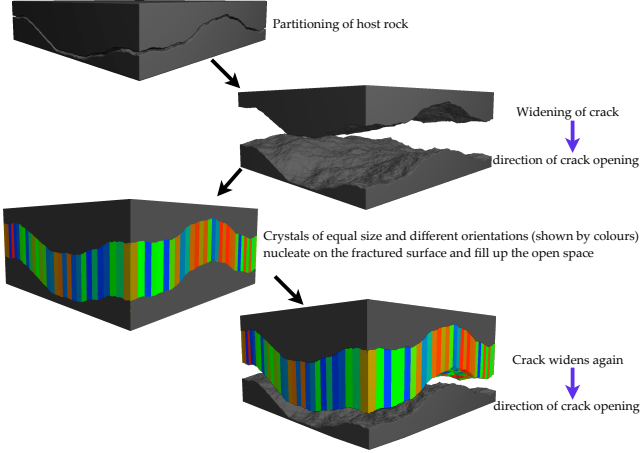 Partitioning of host rock
Widening of crack
direction of crack opening
Crystals of equal size and different orientations (shown by colours)
nucleate on the fractured surface and fill up the open space
Crack widens again
direction of crack opening